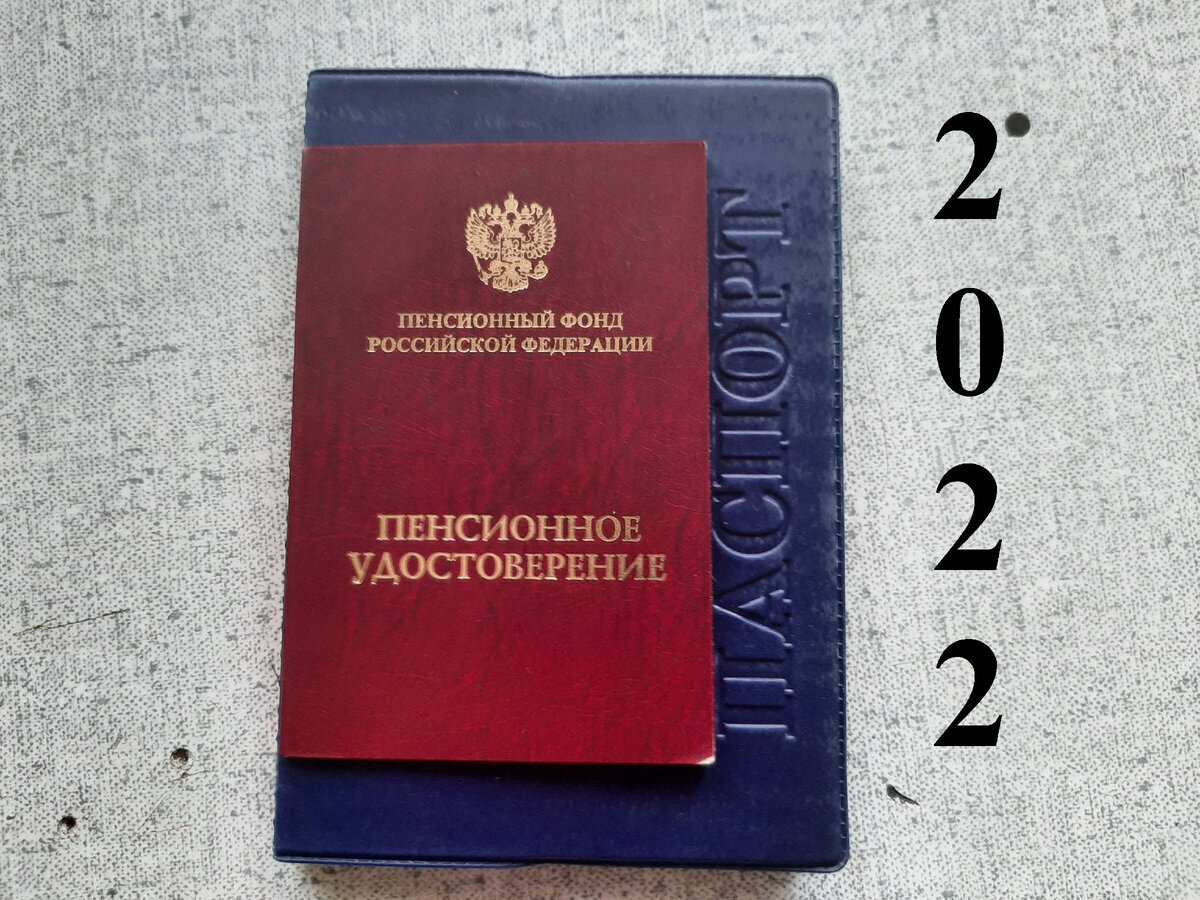 ПЕНСИОННЫЙ ФОНД
РОССИЙСКОЙ ФЕДЕРАЦИИ
ПЕНСИОННОЕ
УДОСТОВЕРЕНИЕ
ПАСПОРТ
2
0
2
2